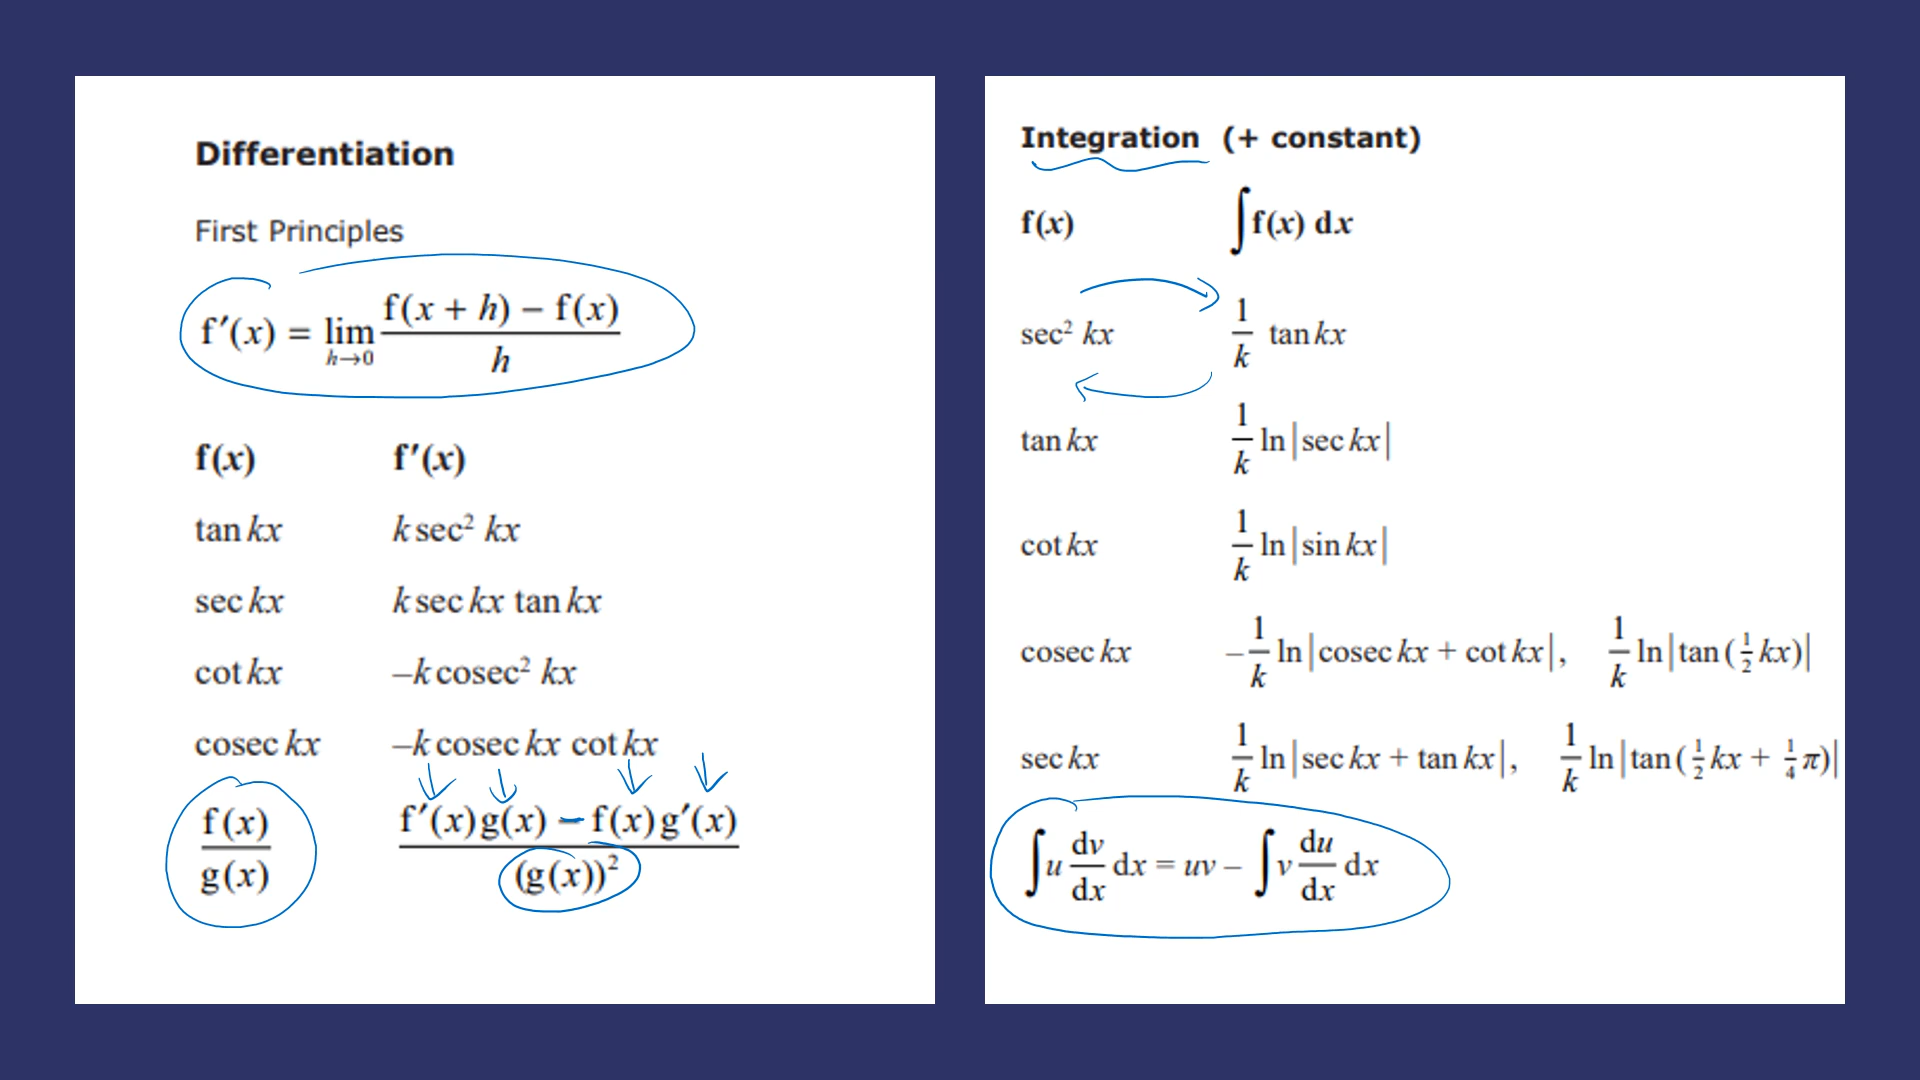 Differentiation
First Principles
f′(x) = lim h→0 f(x + h) – f(x) / h
f(x) f′(x)
tan kx k sec² kx
sec kx k sec kx tan kx
cot kx –k cosec² kx
cosec kx –k cosec kx cot kx
f(x) / g(x) f′(x)g(x) – f(x)g′(x) / (g(x))²
Integration (+ constant)
f(x) ∫f(x) dx
sec² kx 1/k tan kx
tan kx 1/k ln|sec kx|
cot kx 1/k ln|sin kx|
cosec kx –1/k ln|cosec kx + cot kx|, 1/k ln|tan(½kx)|
sec kx 1/k ln|sec kx + tan kx|, 1/k ln|tan(½kx + ¼π)|
∫u dv/dx dx = uv – ∫v du/dx dx